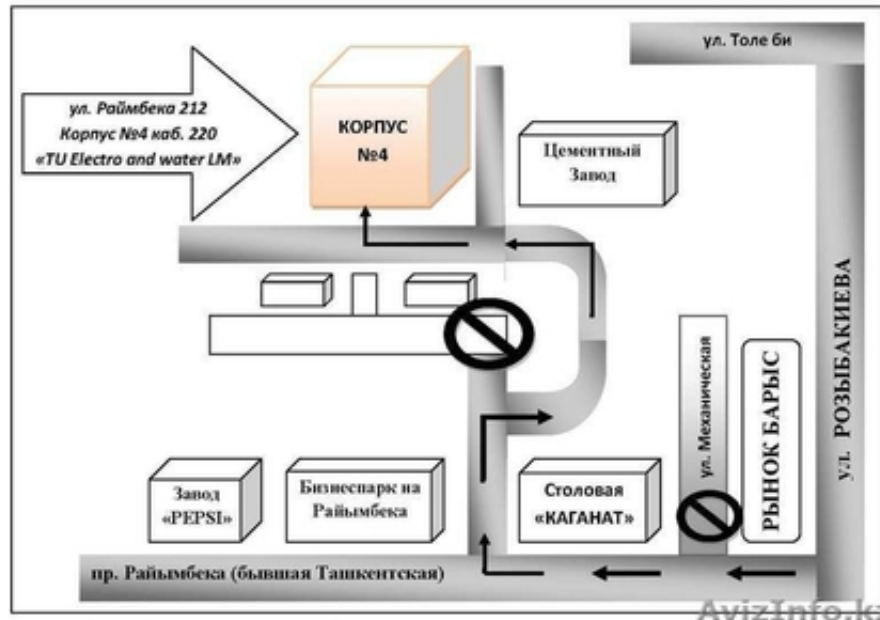 ул. Толе би
ул. Раймбека 212
Корпус №4 каб. 220
«TU Electro and water LM»
КОРПУС
№4
Цементный
Завод
ул. РОЗЫБАКИЕВА
ул. Механическая
РЫНОК БАРЫС
Завод
«PEPSI»
Бизнеспарк на
Райымбека
Столовая
«КАГАНАТ»
пр. Райымбека (бывшая Ташкентская)
AvizInfo.kz